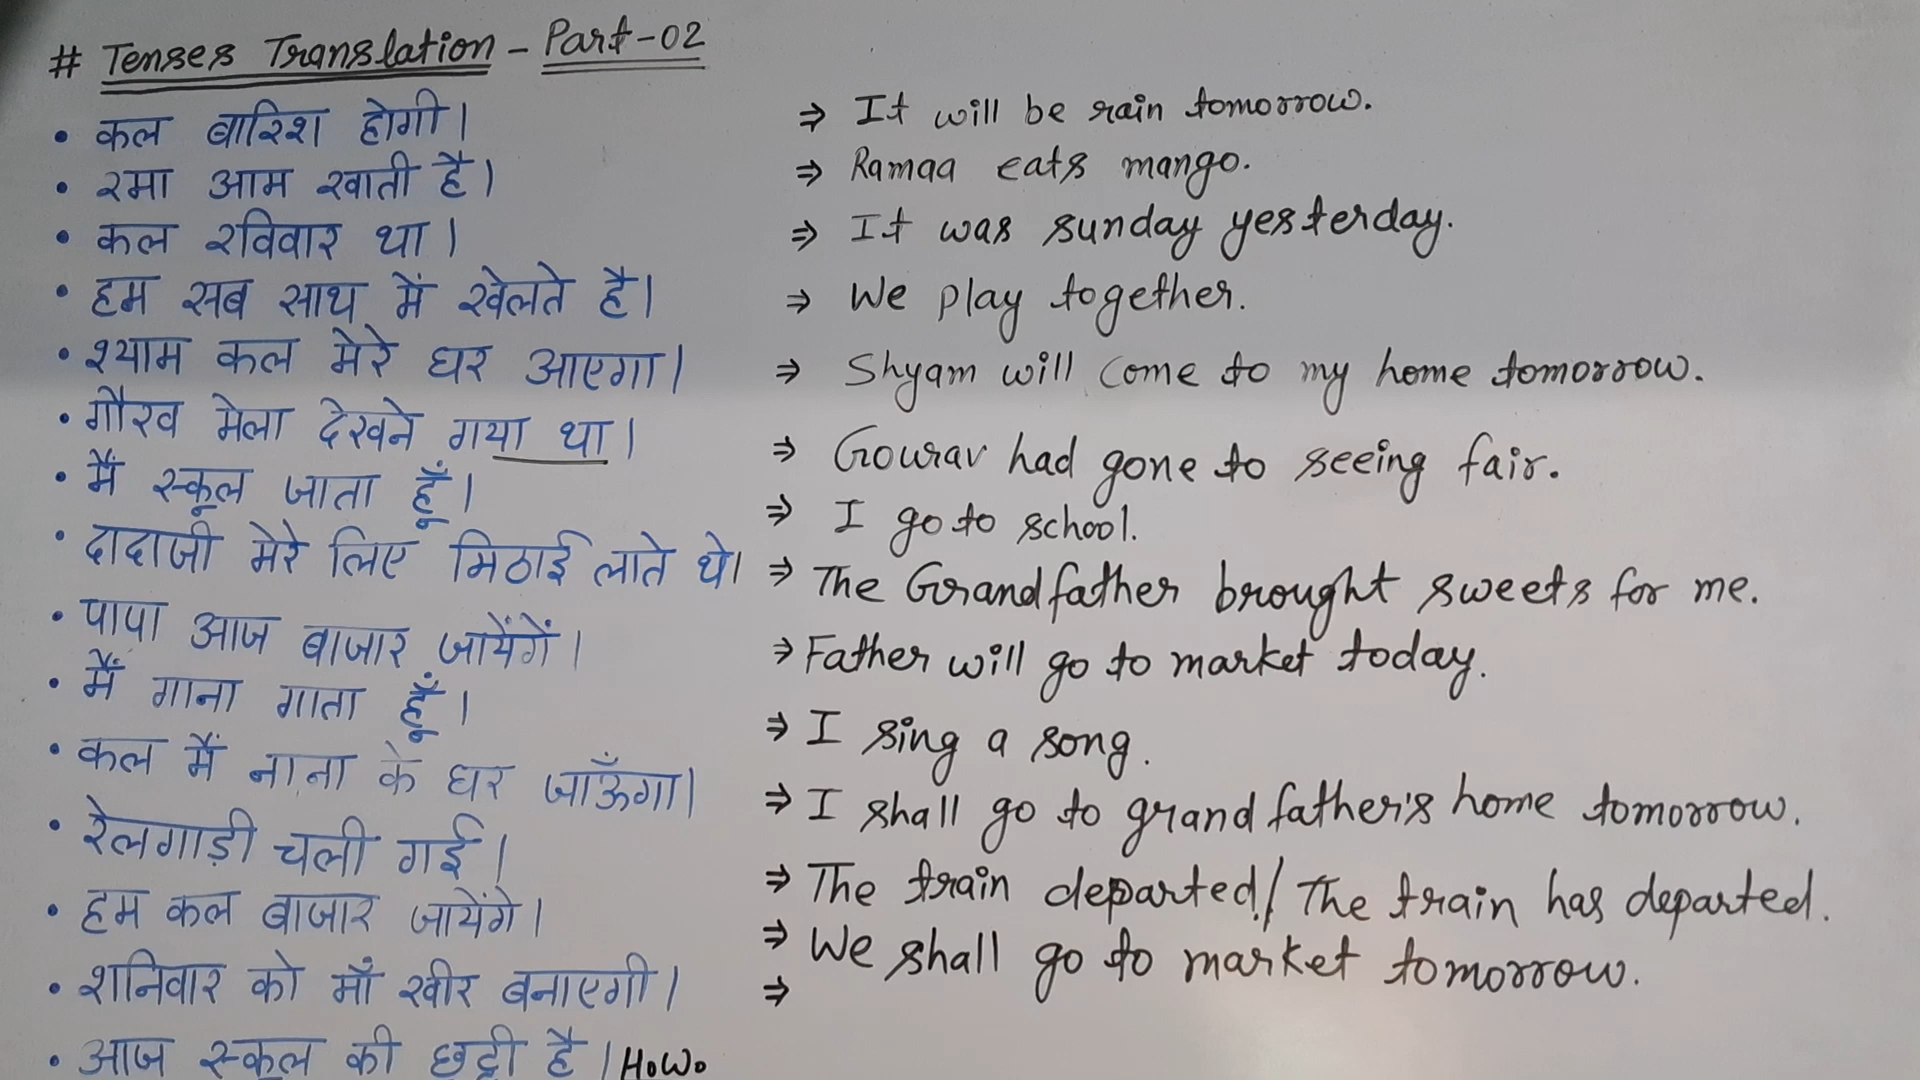 # Tenses Translation - Part-02
• कल बारिश होगी। ⇒ It will be rain tomorrow.
• रमा आम खाती है। ⇒ Ramaa eats mango.
• कल रविवार था। ⇒ It was sunday yesterday.
• हम सब साथ में खेलते है। ⇒ We play together.
• श्याम कल मेरे घर आएगा। ⇒ Shyam will come to my home tomorrow.
• गौरव मेला देखने गया था। ⇒ Gourav had gone to seeing fair.
• मैं स्कूल जाता हूँ। ⇒ I go to school.
• दादाजी मेरे लिए मिठाई लाते थे। ⇒ The Grandfather brought sweets for me.
• पापा आज बाजार जायेंगें। ⇒ Father will go to market today.
• मैं गाना गाता हूँ। ⇒ I sing a song.
• कल मैं नाना के घर जाऊँगा। ⇒ I shall go to grandfather's home tomorrow.
• रेलगाड़ी चली गई। ⇒ The train departed./ The train has departed.
• हम कल बाजार जायेंगे। ⇒ We shall go to market tomorrow.
• शनिवार को माँ खीर बनाएगी। ⇒
• आज स्कूल की छुट्टी है। H.W.